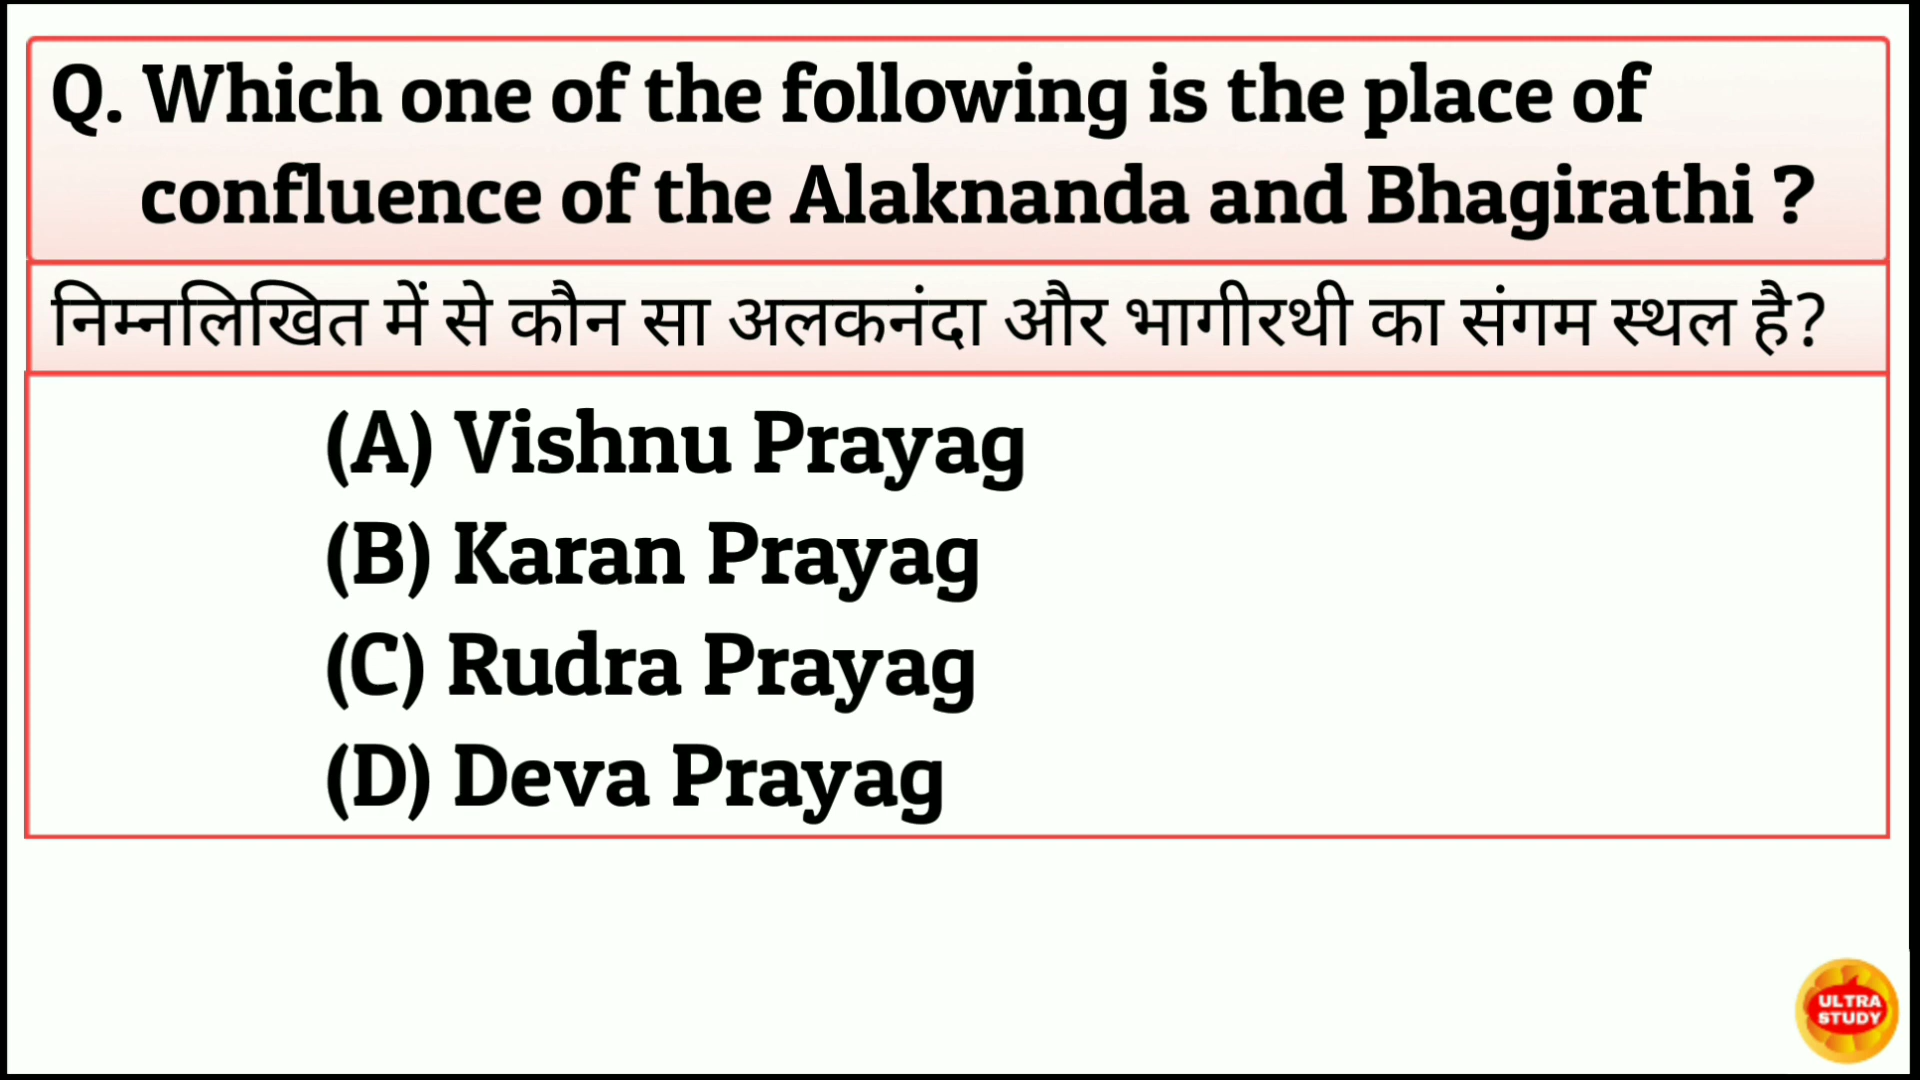 Q. Which one of the following is the place of
confluence of the Alaknanda and Bhagirathi ?
निम्नलिखित में से कौन सा अलकनंदा और भागीरथी का संगम स्थल है?
(A) Vishnu Prayag
(B) Karan Prayag
(C) Rudra Prayag
(D) Deva Prayag
ULTRA
STUDY